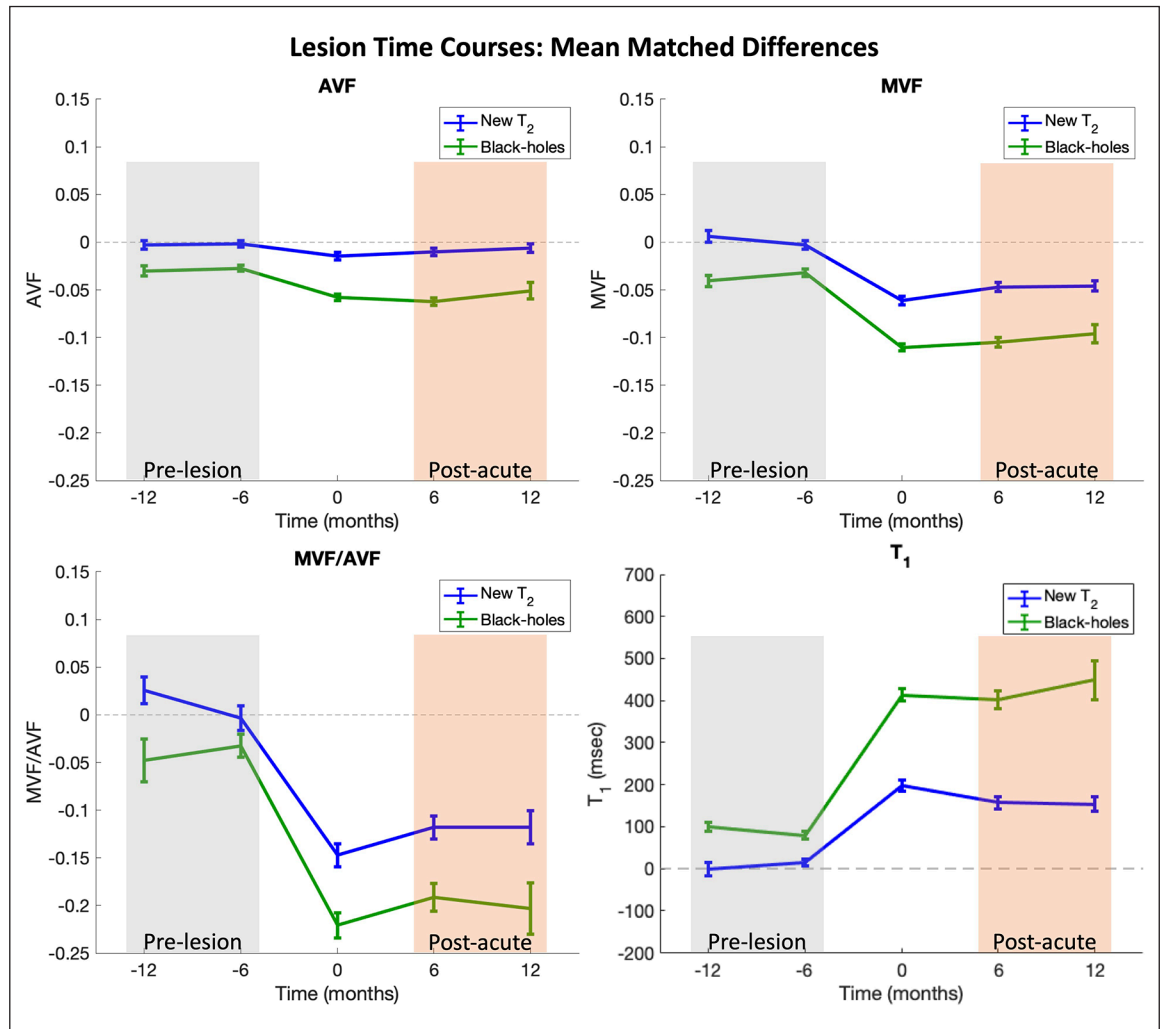 Lesion Time Courses: Mean Matched Differences
AVF
0.15
0.1
0.05
0
-0.05
-0.1
-0.15
-0.2
-0.25
AVF
New T2
Black-holes
Pre-lesion
Post-acute
-12 -6 0 6 12
Time (months)
MVF
0.15
0.1
0.05
0
-0.05
-0.1
-0.15
-0.2
-0.25
MVF
New T2
Black-holes
Pre-lesion
Post-acute
-12 -6 0 6 12
Time (months)
MVF/AVF
0.15
0.1
0.05
0
-0.05
-0.1
-0.15
-0.2
-0.25
MVF/AVF
New T2
Black-holes
Pre-lesion
Post-acute
-12 -6 0 6 12
Time (months)
T1
700
600
500
400
300
200
100
0
-100
-200
T1 (msec)
New T2
Black-holes
Pre-lesion
Post-acute
-12 -6 0 6 12
Time (months)